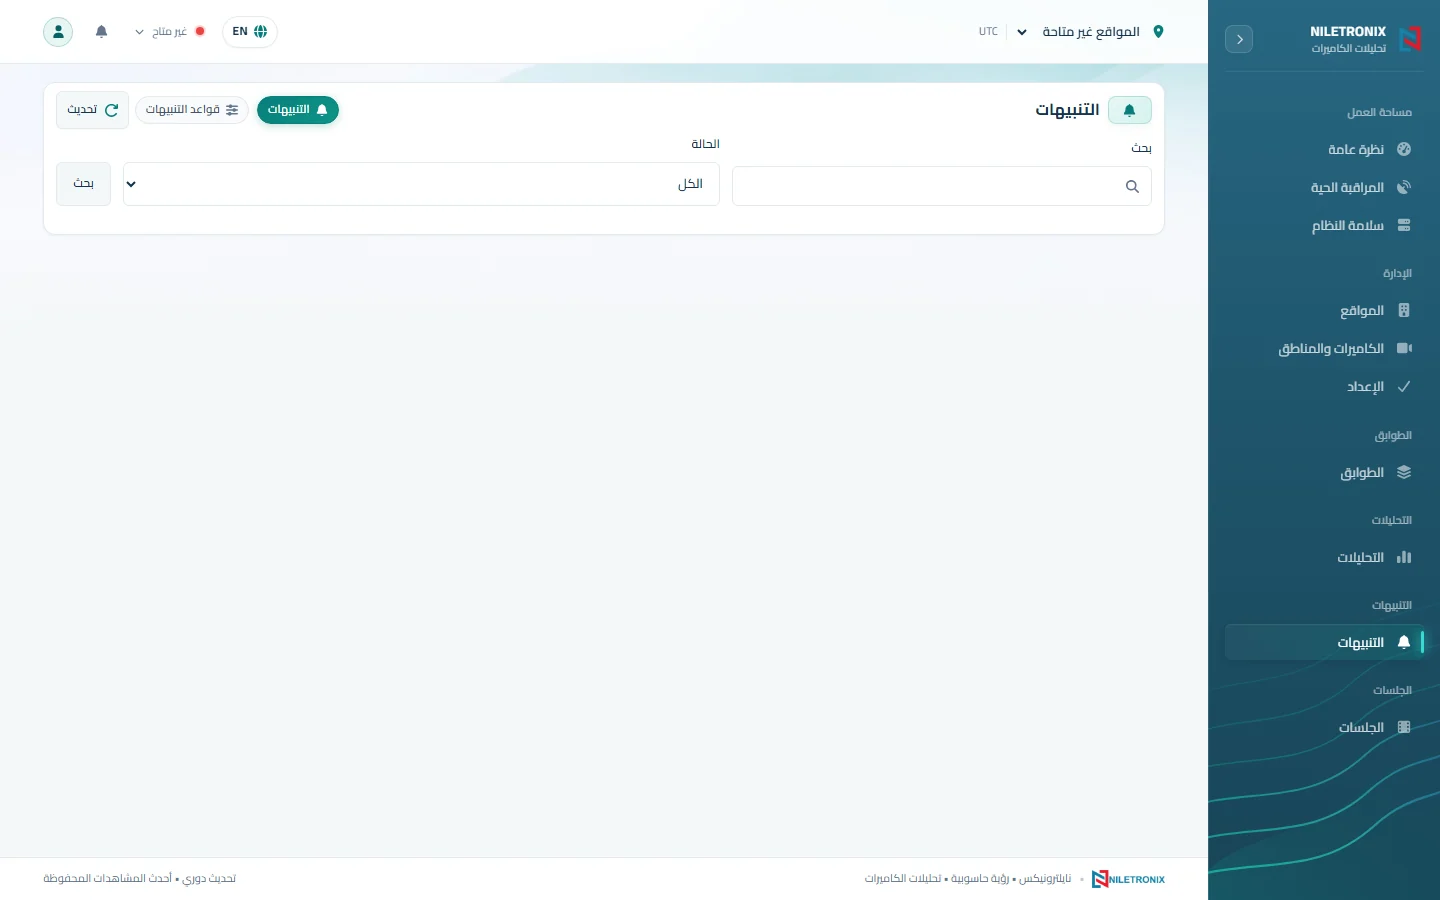 NILETRONIX
تحليلات الكاميرات
مساحة العمل
نظرة عامة
المراقبة الحية
سلامة النظام
الإدارة
المواقع
الكاميرات والمناطق
الإعداد
الطوابق
الطوابق
التحليلات
التحليلات
التنبيهات
التنبيهات
الجلسات
الجلسات
المواقع غير متاحة UTC
EN غير متاح
التنبيهات
التنبيهات قواعد التنبيهات تحديث
بحث
الحالة
الكل
بحث
NILETRONIX • نايلترونيكس • رؤية حاسوبية • تحليلات الكاميرات
تحديث دوري • أحدث المشاهدات المحفوظة